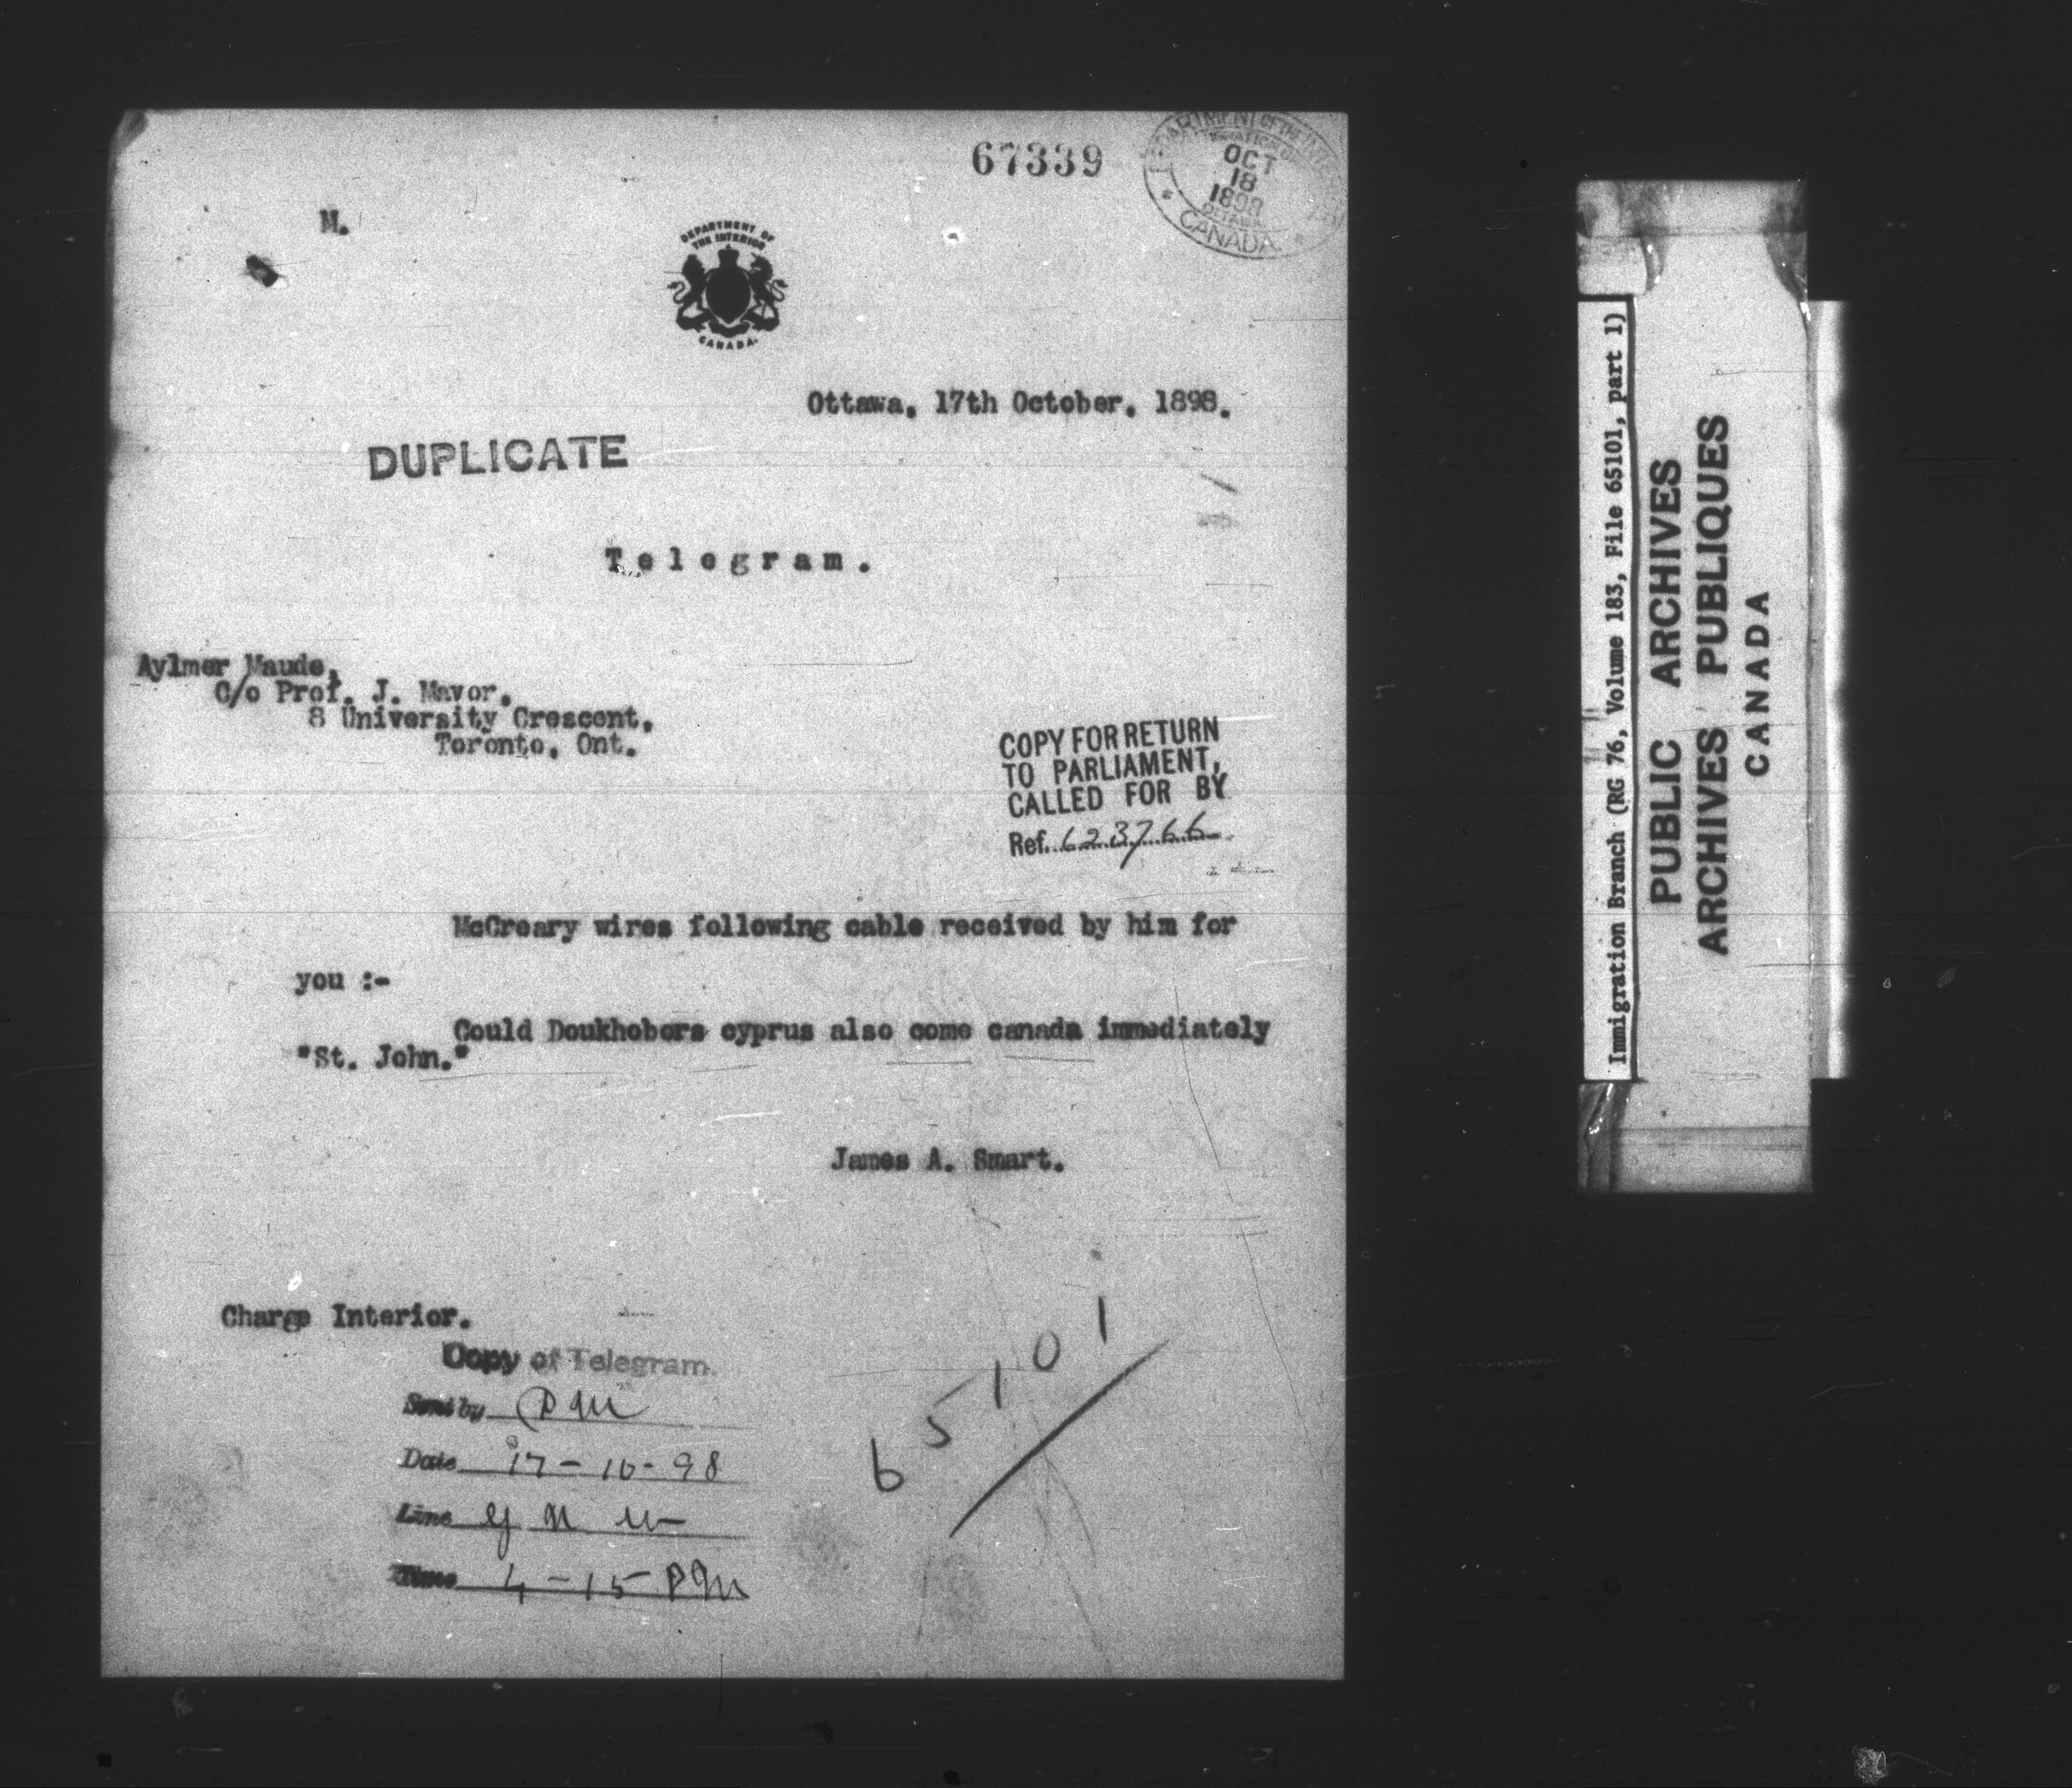 67339
DEPARTMENT OF THE INTERIOR
OCT
18
1898
CANADA
M.
DEPARTMENT OF
THE INTERIOR
CANADA.
Ottawa, 17th October, 1898.
DUPLICATE
Telegram.
Aylmer Maude,
C/o Prof. J. Mavor,
8 University Crescent,
Toronto, Ont.
COPY FOR RETURN
TO PARLIAMENT,
CALLED FOR BY
Ref. 623766
McCreary wires following cable received by him for
you :-
Could Doukhobors cyprus also come canada immediately
"St. John."
James A. Smart.
Charge Interior.
Copy of Telegram.
Sent by
Date 17-10-98
Line G N W
Time 4-15 PM
65101
Immigration Branch (RG 76, Volume 183, File 65101, part 1)
PUBLIC ARCHIVES
ARCHIVES PUBLIQUES
CANADA